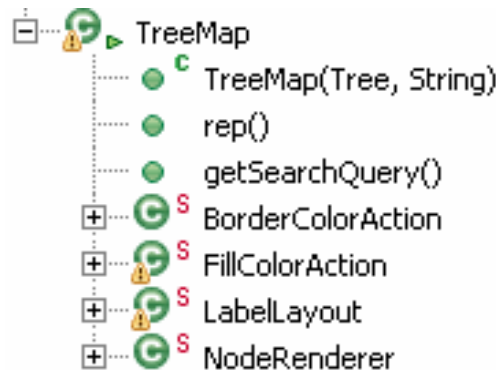 TreeMap
C TreeMap(Tree, String)
rep()
getSearchQuery()
C S BorderColorAction
C S FillColorAction
C S LabelLayout
C S NodeRenderer